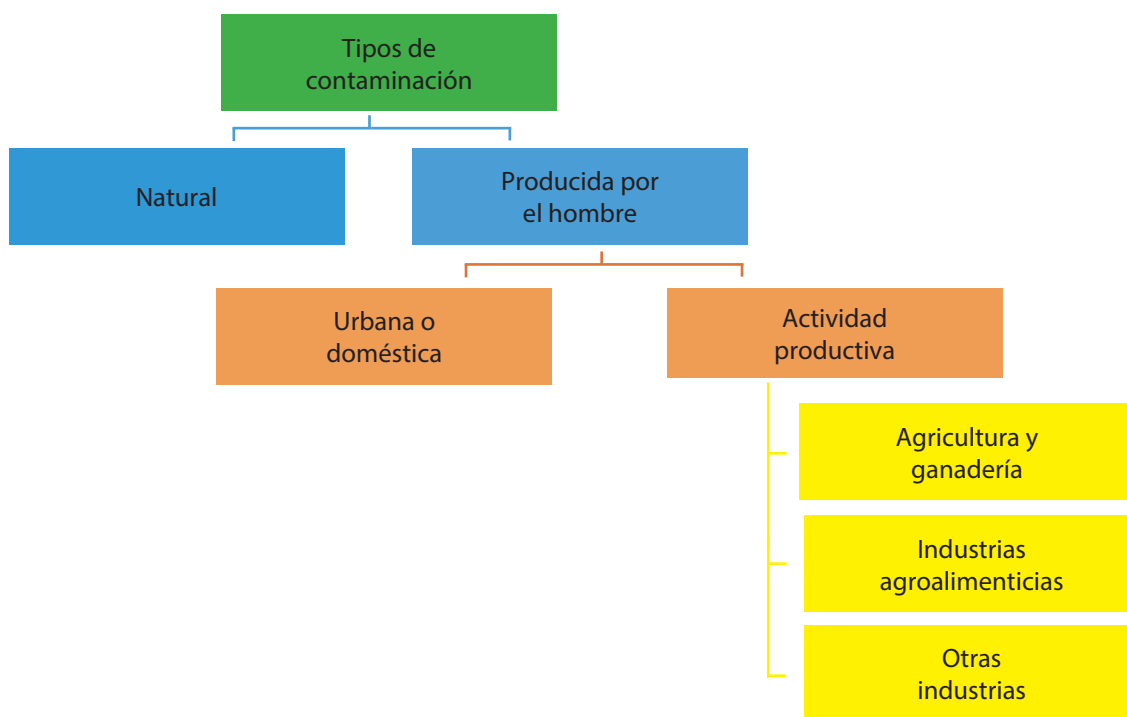 Tipos de
contaminación
Natural
Producida por
el hombre
Urbana o
doméstica
Actividad
productiva
Agricultura y
ganadería
Industrias
agroalimenticias
Otras
industrias